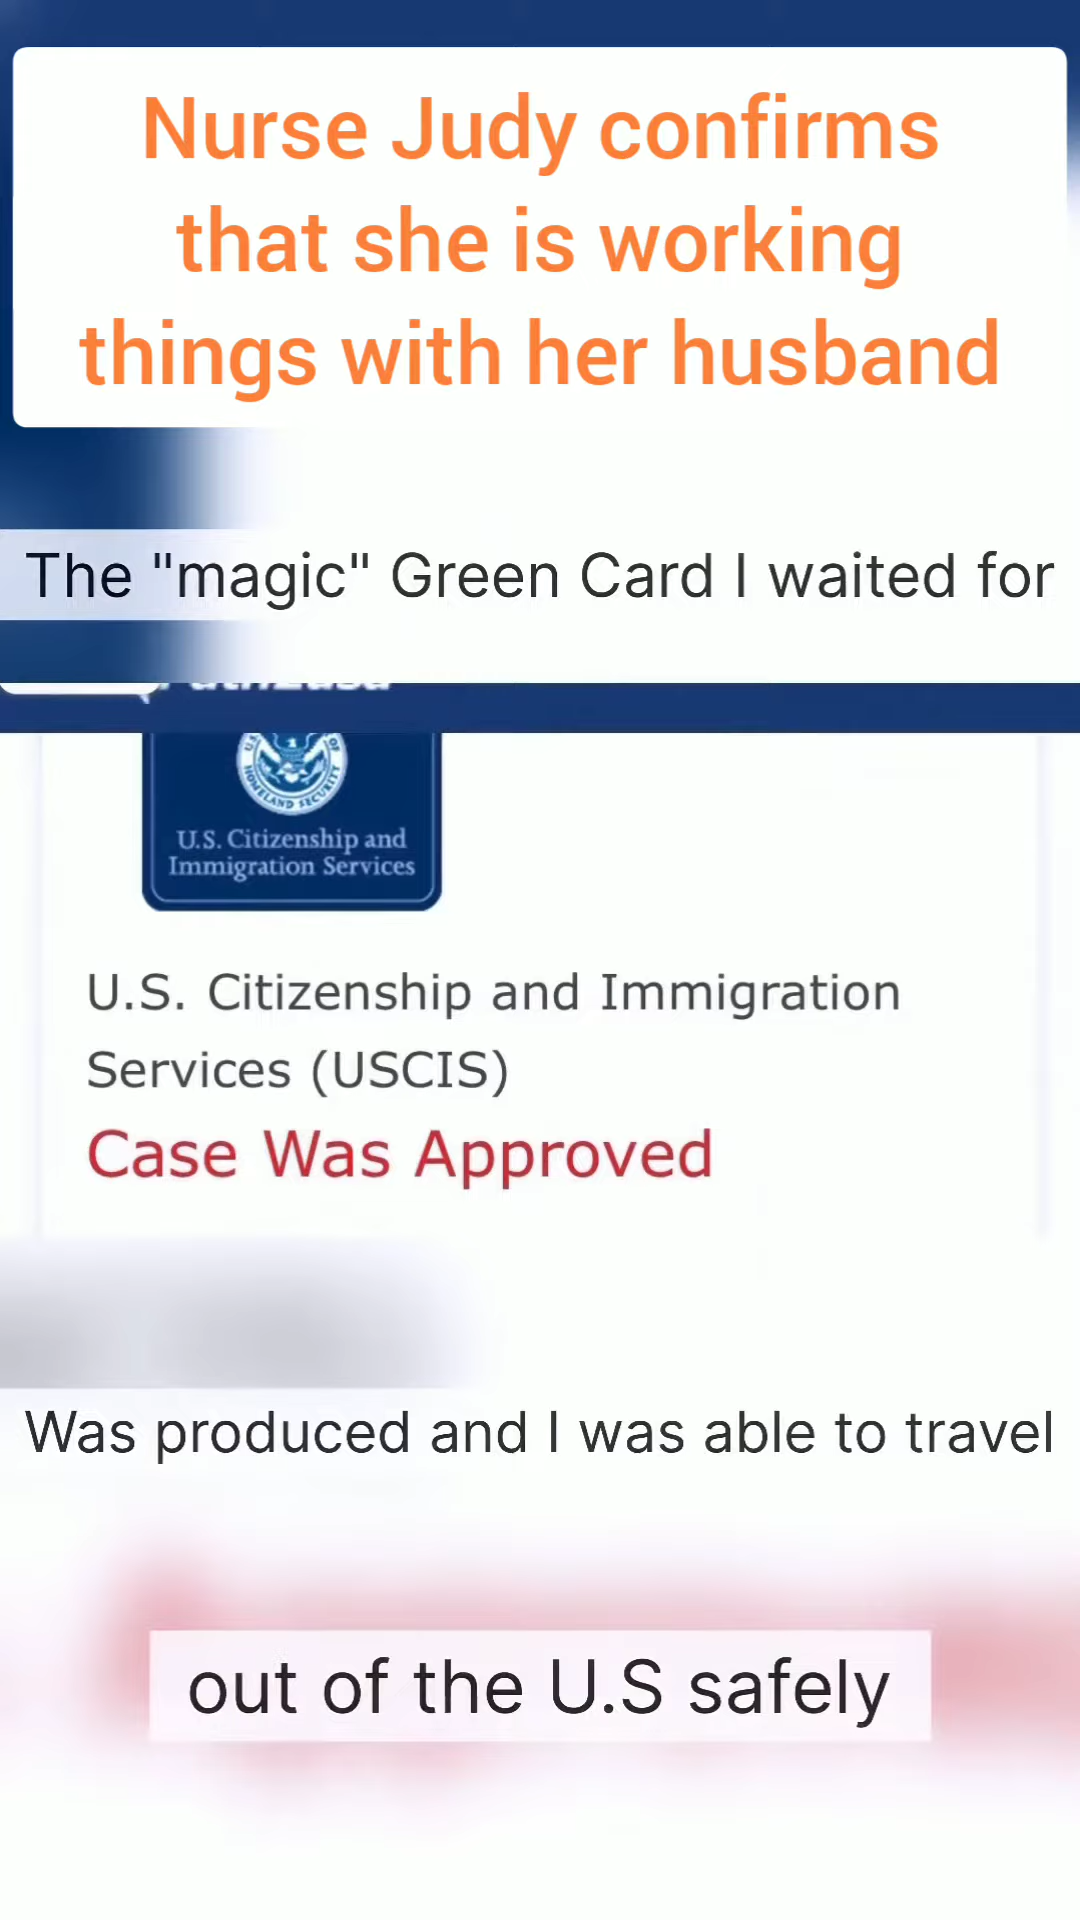 Nurse Judy confirms
that she is working
things with her husband
The "magic" Green Card I waited for
U.S. Citizenship and
Immigration Services
U.S. Citizenship and Immigration
Services (USCIS)
Case Was Approved
Was produced and I was able to travel
out of the U.S safely